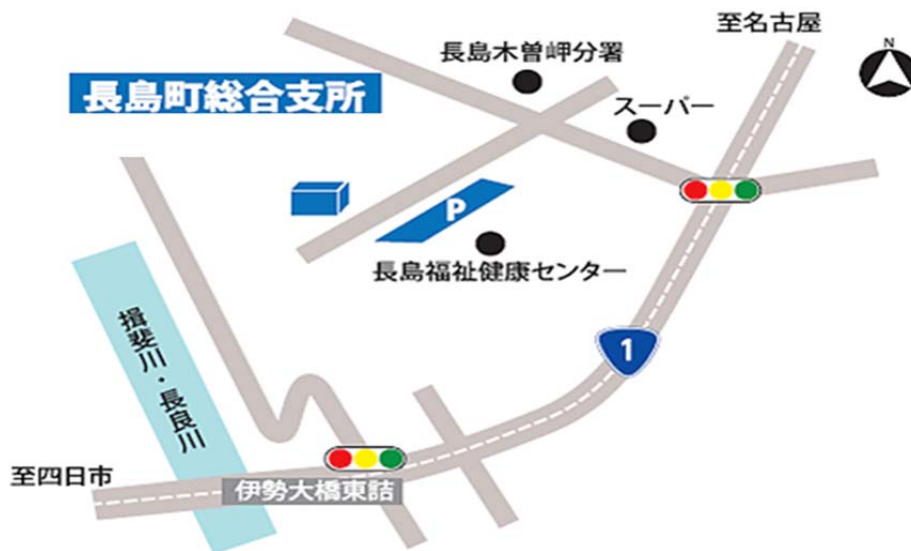 至名古屋
N
長島木曽岬分署
長島町総合支所
スーパー
P
長島福祉健康センター
揖斐川・長良川
1
至四日市
伊勢大橋東詰